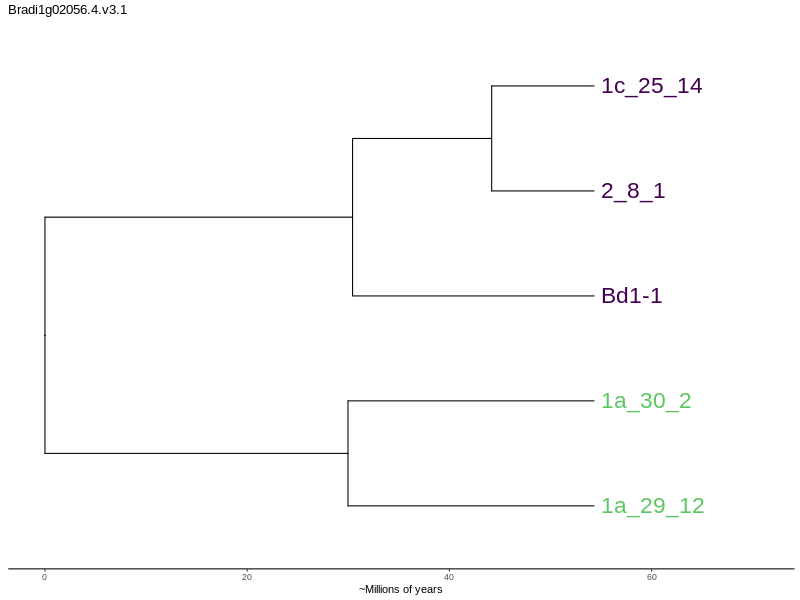 Bradi1g02056.4.v3.1
1c_25_14
2_8_1
Bd1-1
1a_30_2
1a_29_12
0 20 40 60
~Millions of years